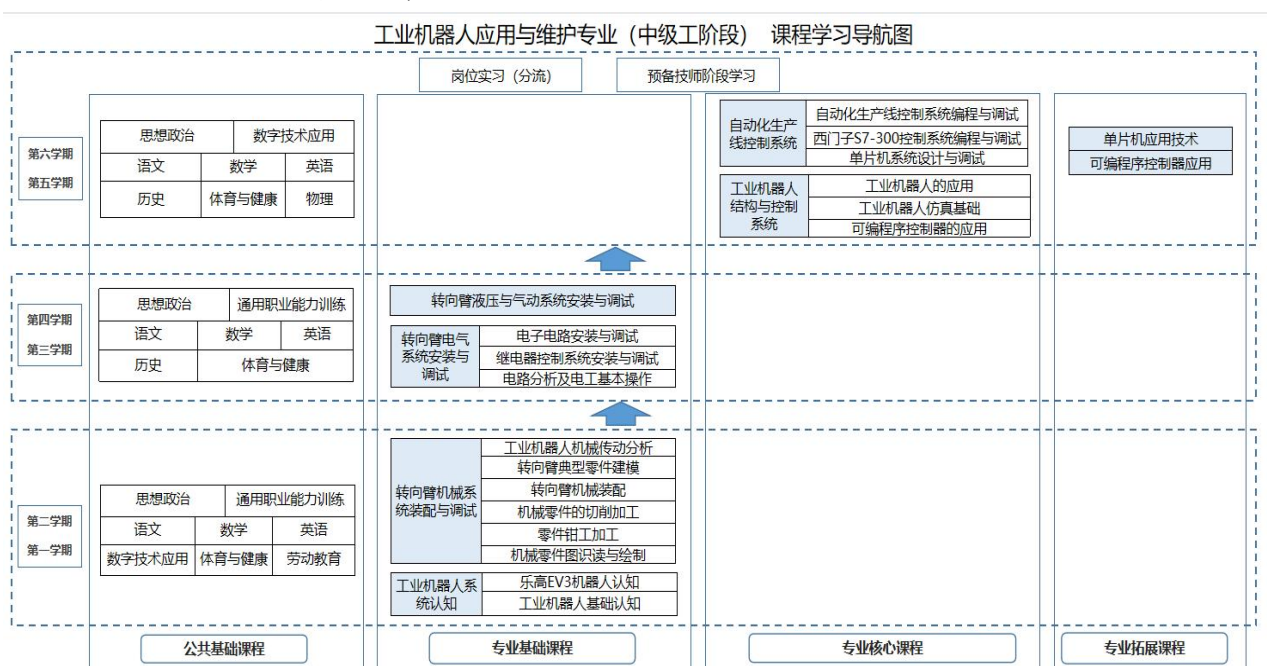 工业机器人应用与维护专业（中级工阶段） 课程学习导航图
岗位实习（分流）
预备技师阶段学习
第六学期
第五学期
思想政治
数字技术应用
语文
数学
英语
历史
体育与健康
物理
自动化生产线控制系统
自动化生产线控制系统编程与调试
西门子S7-300控制系统编程与调试
单片机系统设计与调试
工业机器人结构与控制系统
工业机器人的应用
工业机器人仿真基础
可编程序控制器的应用
单片机应用技术
可编程序控制器应用
第四学期
第三学期
思想政治
通用职业能力训练
语文
数学
英语
历史
体育与健康
转向臂液压与气动系统安装与调试
转向臂电气系统安装与调试
电子电路安装与调试
继电器控制系统安装与调试
电路分析及电工基本操作
第二学期
第一学期
思想政治
通用职业能力训练
语文
数学
英语
数字技术应用
体育与健康
劳动教育
转向臂机械系统装配与调试
工业机器人机械传动分析
转向臂典型零件建模
转向臂机械装配
机械零件的切削加工
零件钳工加工
机械零件图识读与绘制
工业机器人系统认知
乐高EV3机器人认知
工业机器人基础认知
公共基础课程
专业基础课程
专业核心课程
专业拓展课程